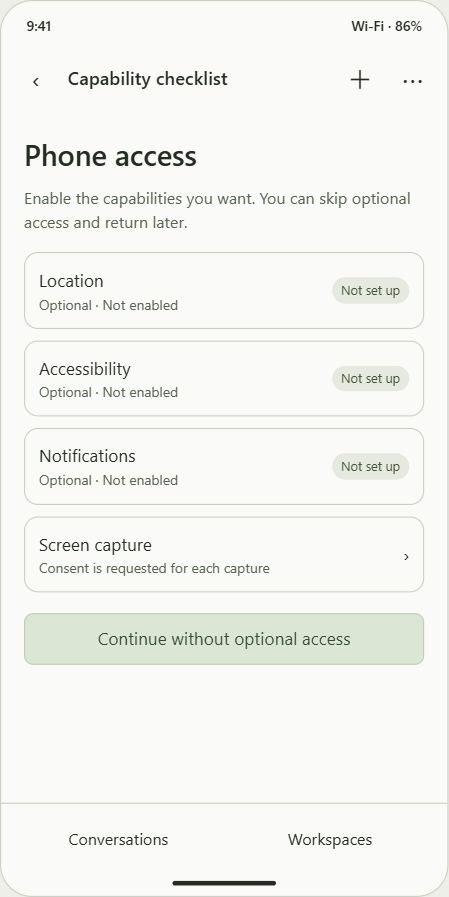 9:41
Wi-Fi · 86%
‹ Capability checklist + ...
Phone access
Enable the capabilities you want. You can skip optional
access and return later.
Location
Optional · Not enabled
Not set up
Accessibility
Optional · Not enabled
Not set up
Notifications
Optional · Not enabled
Not set up
Screen capture
Consent is requested for each capture
›
Continue without optional access
Conversations
Workspaces